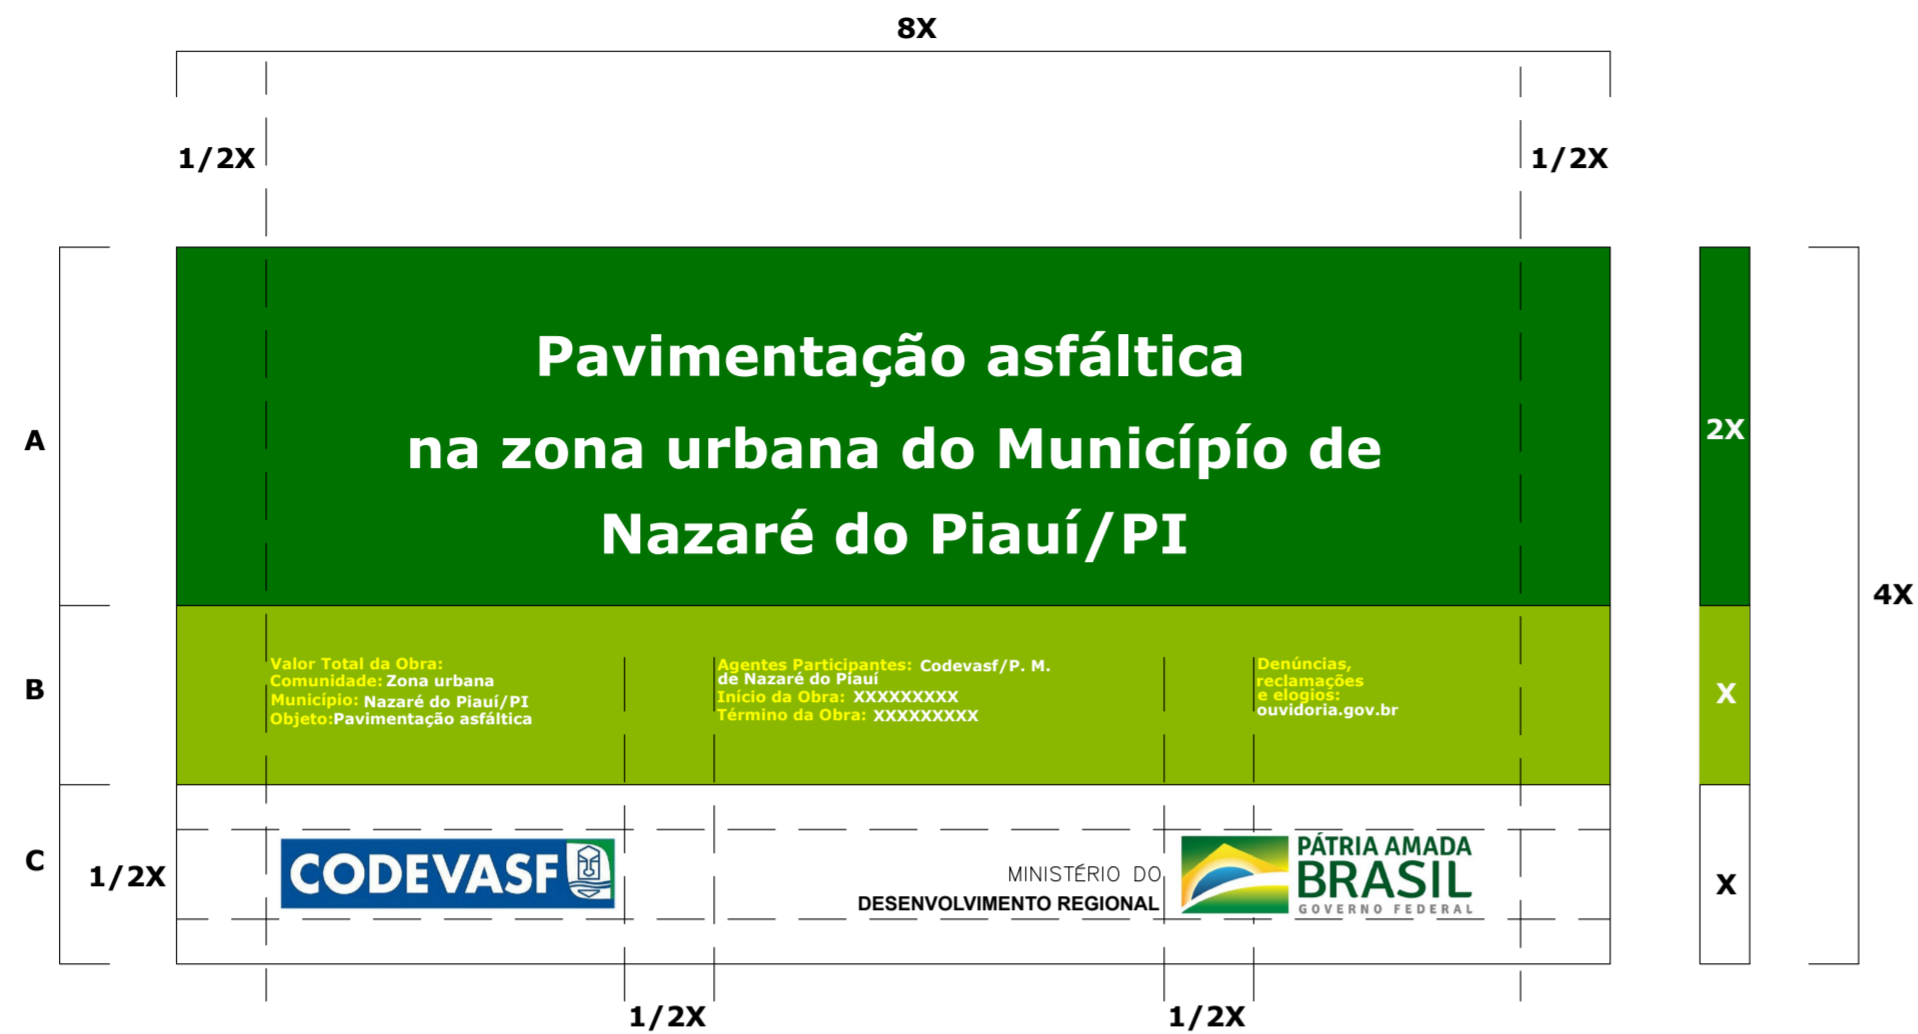 8X
1/2X
1/2X
Pavimentação asfáltica
na zona urbana do Municípío de
Nazaré do Piauí/PI
A
2X
4X
Valor Total da Obra:
Comunidade: Zona urbana
Município: Nazaré do Piauí/PI
Objeto:Pavimentação asfáltica
Agentes Participantes: Codevasf/P. M.
de Nazaré do Piauí
Início da Obra: XXXXXXXXX
Término da Obra: XXXXXXXXX
Denúncias,
reclamações
e elogios:
ouvidoria.gov.br
B
X
C
1/2X
CODEVASF
MINISTÉRIO DO
DESENVOLVIMENTO REGIONAL
PÁTRIA AMADA
BRASIL
GOVERNO FEDERAL
X
1/2X
1/2X